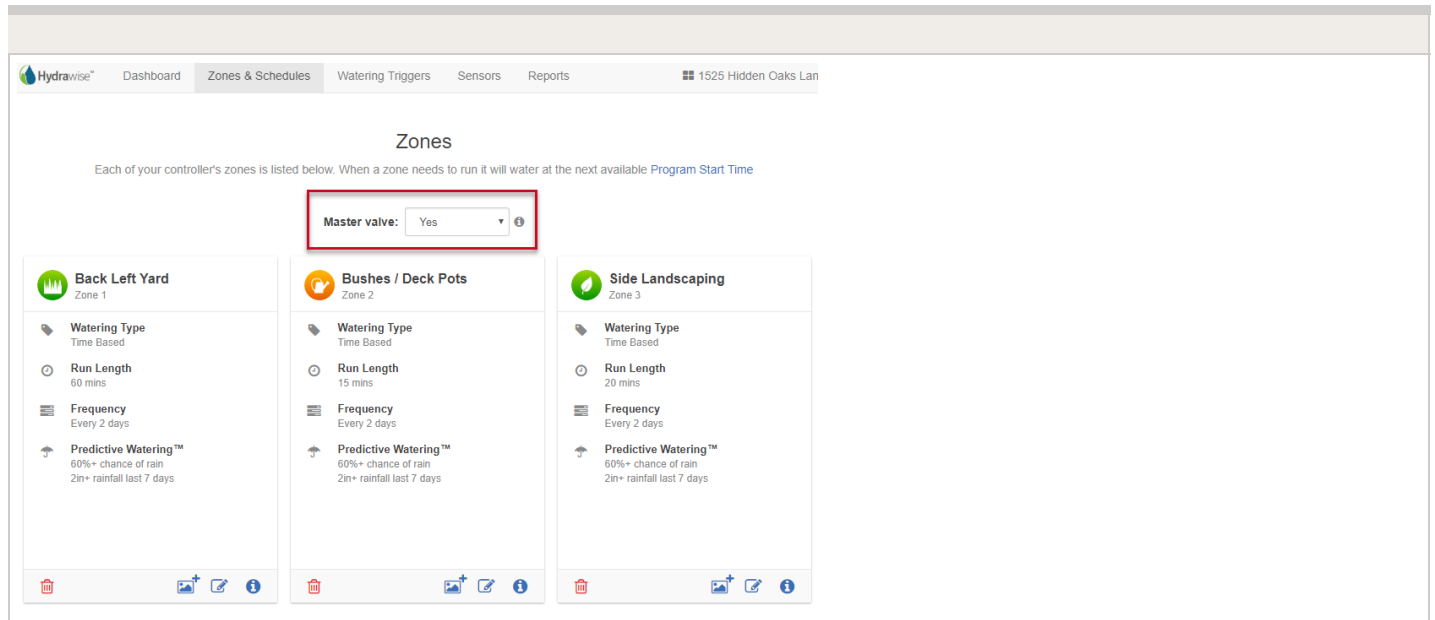 Hydrawise™ Dashboard Zones & Schedules Watering Triggers Sensors Reports 1525 Hidden Oaks Lan
Zones
Each of your controller's zones is listed below. When a zone needs to run it will water at the next available Program Start Time
Master valve: Yes
Back Left Yard
Zone 1
Watering Type
Time Based
Run Length
60 mins
Frequency
Every 2 days
Predictive Watering™
60%+ chance of rain
2in+ rainfall last 7 days
Bushes / Deck Pots
Zone 2
Watering Type
Time Based
Run Length
15 mins
Frequency
Every 2 days
Predictive Watering™
60%+ chance of rain
2in+ rainfall last 7 days
Side Landscaping
Zone 3
Watering Type
Time Based
Run Length
20 mins
Frequency
Every 2 days
Predictive Watering™
60%+ chance of rain
2in+ rainfall last 7 days